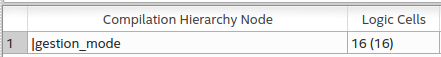 Compilation Hierarchy Node Logic Cells
1 |gestion_mode 16 (16)